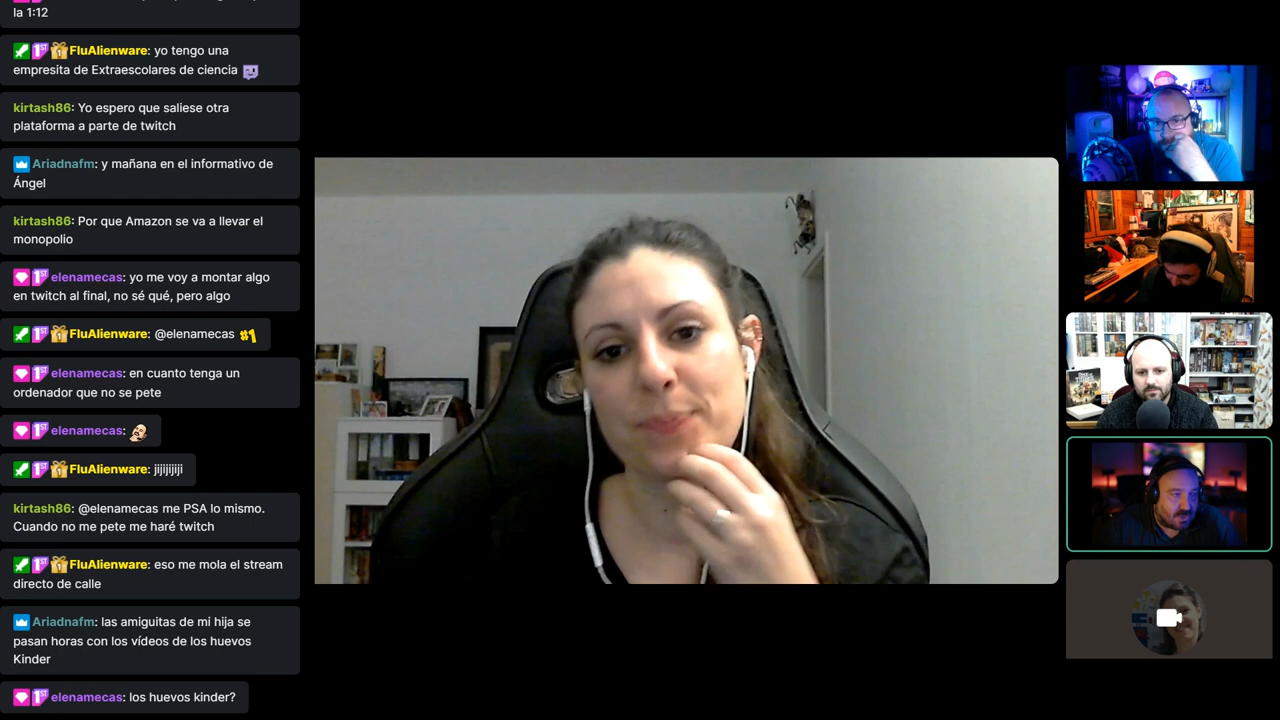 la 1:12
FluAlienware: yo tengo una
empresita de Extraescolares de ciencia
kirtash86: Yo espero que saliese otra
plataforma a parte de twitch
Ariadnafm: y mañana en el informativo de
Ángel
kirtash86: Por que Amazon se va a llevar el
monopolio
elenamecas: yo me voy a montar algo
en twitch al final, no sé qué, pero algo
FluAlienware: @elenamecas #1
elenamecas: en cuanto tenga un
ordenador que no se pete
elenamecas:
FluAlienware: jijijijiji
kirtash86: @elenamecas me PSA lo mismo.
Cuando no me pete me haré twitch
FluAlienware: eso me mola el stream
directo de calle
Ariadnafm: las amiguitas de mi hija se
pasan horas con los vídeos de los huevos
Kinder
elenamecas: los huevos kinder?